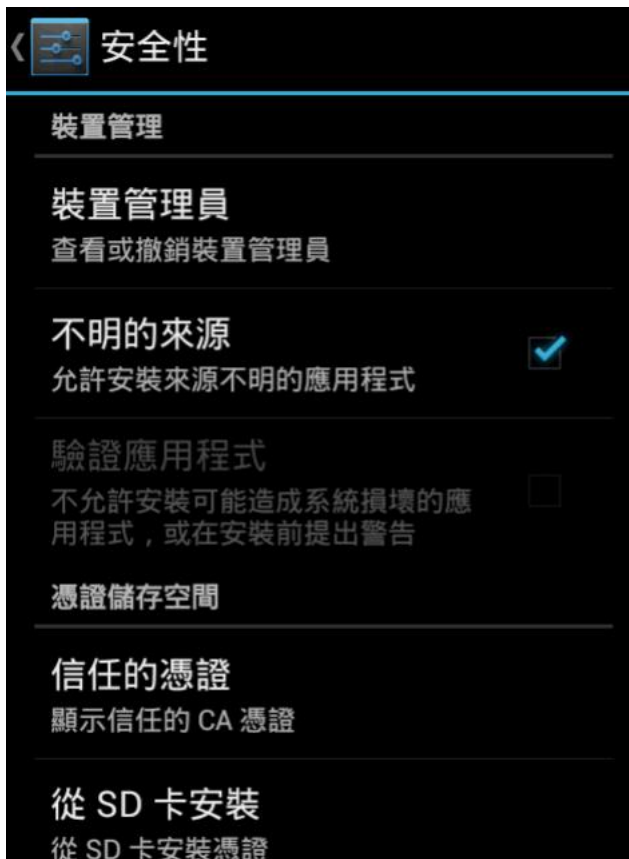 安全性
裝置管理
裝置管理員
查看或撤銷裝置管理員
不明的來源
允許安裝來源不明的應用程式
驗證應用程式
不允許安裝可能造成系統損壞的應
用程式，或在安裝前提出警告
憑證儲存空間
信任的憑證
顯示信任的 CA 憑證
從 SD 卡安裝
從 SD 卡安裝憑證